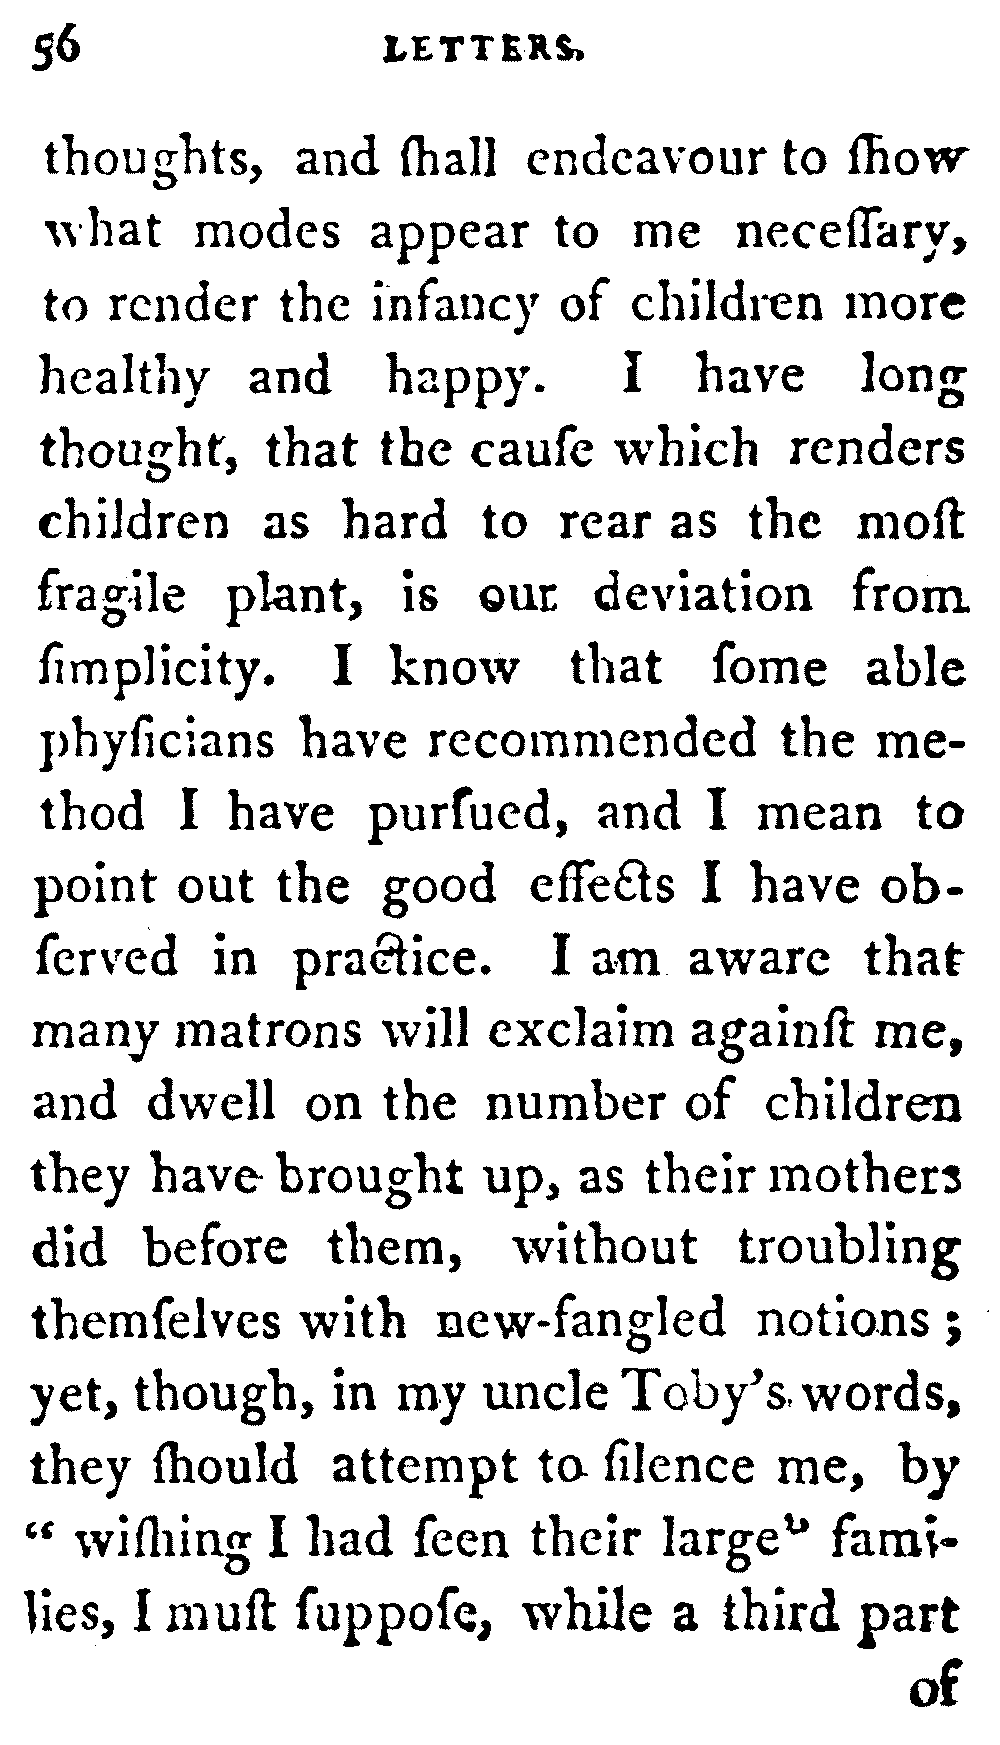 56 LETTERS.
thoughts, and ſhall endeavour to ſhow
what modes appear to me neceſſary,
to render the infancy of children more
healthy and happy. I have long
thought, that the cauſe which renders
children as hard to rear as the moſt
fragile plant, is our deviation from
ſimplicity. I know that ſome able
phyſicians have recommended the me-
thod I have purſued, and I mean to
point out the good effects I have ob-
ſerved in practice. I am aware that
many matrons will exclaim againſt me,
and dwell on the number of children
they have brought up, as their mothers
did before them, without troubling
themſelves with new-fangled notions ;
yet, though, in my uncle Toby's words,
they ſhould attempt to ſilence me, by
“ wiſhing I had ſeen their large” fami-
lies, I muſt ſuppoſe, while a third part
of